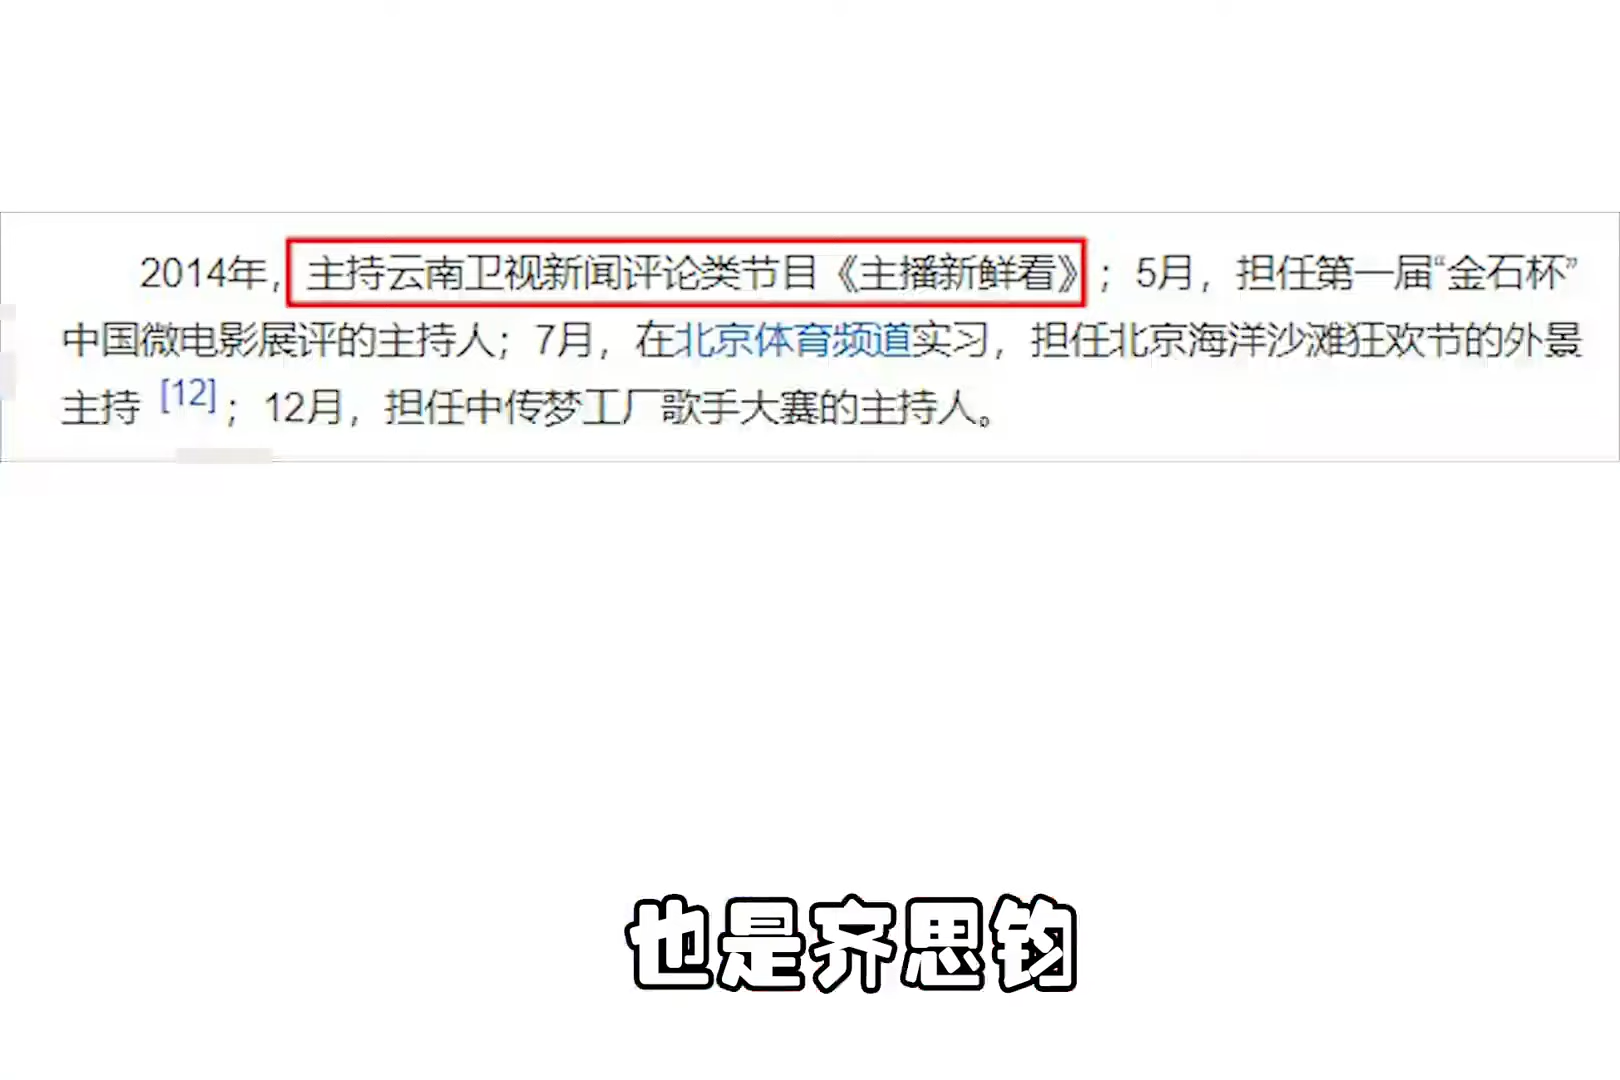 2014年，主持云南卫视新闻评论类节目《主播新鲜看》；5月，担任第一届“金石杯”
中国微电影展评的主持人；7月，在北京体育频道实习，担任北京海洋沙滩狂欢节的外景
主持 [12]；12月，担任中传梦工厂歌手大赛的主持人。
也是齐思钧